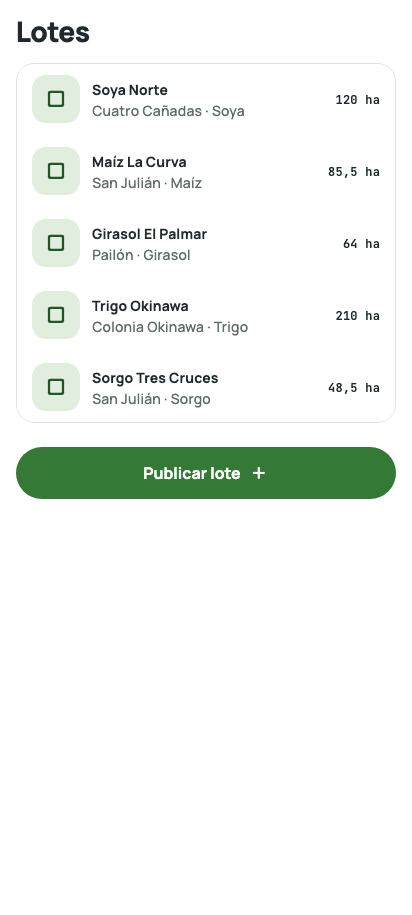 Lotes
Soya Norte
Cuatro Cañadas · Soya
120 ha
Maíz La Curva
San Julián · Maíz
85,5 ha
Girasol El Palmar
Pailón · Girasol
64 ha
Trigo Okinawa
Colonia Okinawa · Trigo
210 ha
Sorgo Tres Cruces
San Julián · Sorgo
48,5 ha
Publicar lote +